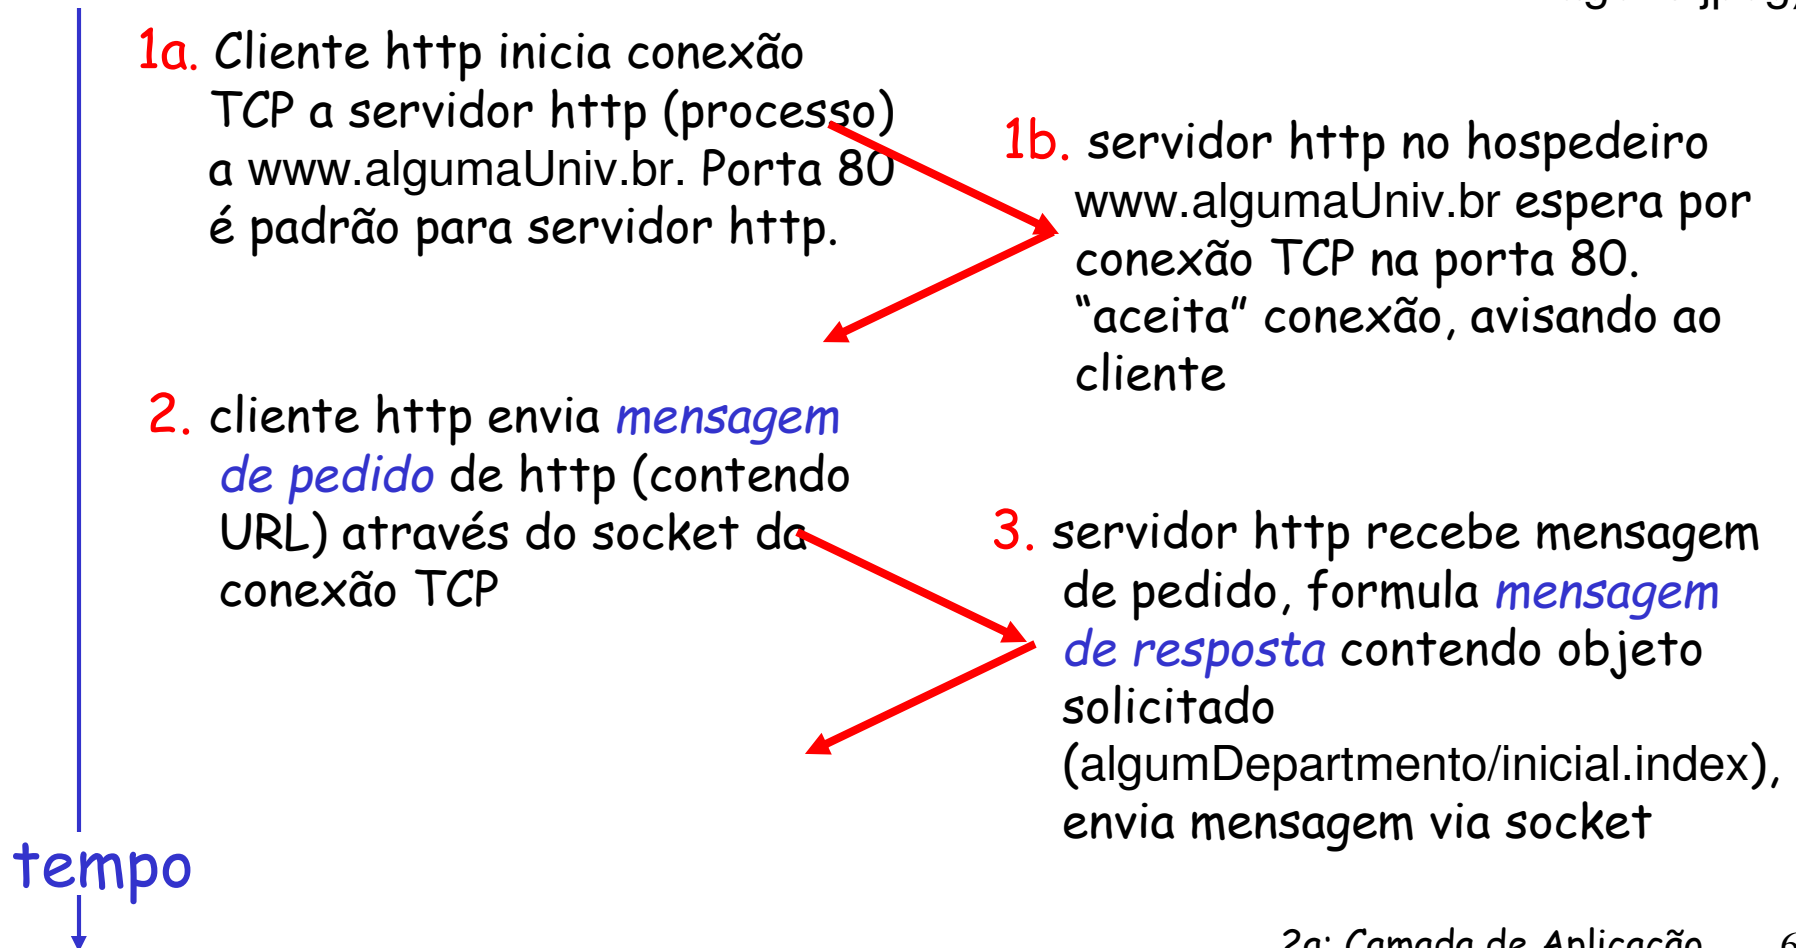 1a. Cliente http inicia conexão
TCP a servidor http (processo)
a www.algumaUniv.br. Porta 80
é padrão para servidor http.
1b. servidor http no hospedeiro
www.algumaUniv.br espera por
conexão TCP na porta 80.
“aceita” conexão, avisando ao
cliente
2. cliente http envia mensagem
de pedido de http (contendo
URL) através do socket da
conexão TCP
3. servidor http recebe mensagem
de pedido, formula mensagem
de resposta contendo objeto
solicitado
(algumDepartmento/inicial.index),
envia mensagem via socket
tempo
2a: Camada de Aplicação